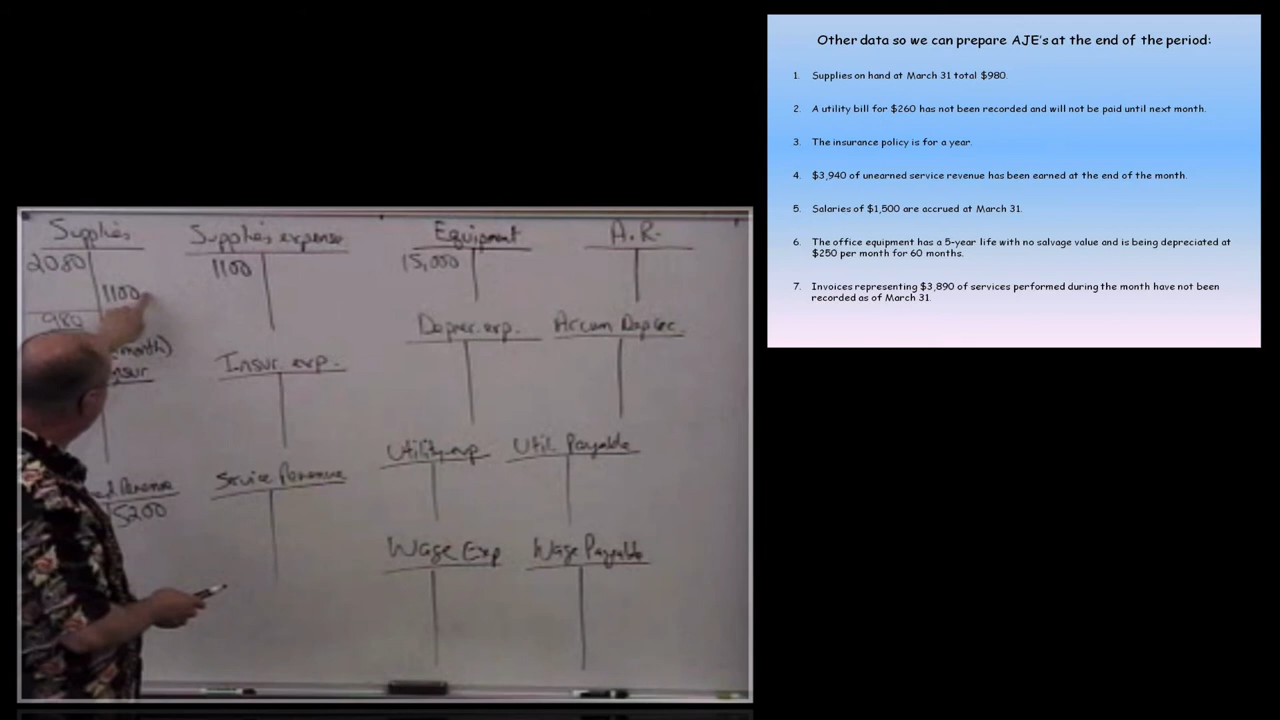 Other data so we can prepare AJE's at the end of the period:
1. Supplies on hand at March 31 total $980.
2. A utility bill for $260 has not been recorded and will not be paid until next month.
3. The insurance policy is for a year.
4. $3,940 of unearned service revenue has been earned at the end of the month.
5. Salaries of $1,500 are accrued at March 31.
6. The office equipment has a 5-year life with no salvage value and is being depreciated at
$250 per month for 60 months.
7. Invoices representing $3,890 of services performed during the month have not been
recorded as of March 31.
Supplies Supplies expense Equipment A.R.
2080 1100 15,000
1100
980
Deprec. exp. Accum Deprec.
month)
nsur Insur. exp.
Utility exp Util. Payable
d Revenue Service Revenue
5200
Wage Exp Wage Payable